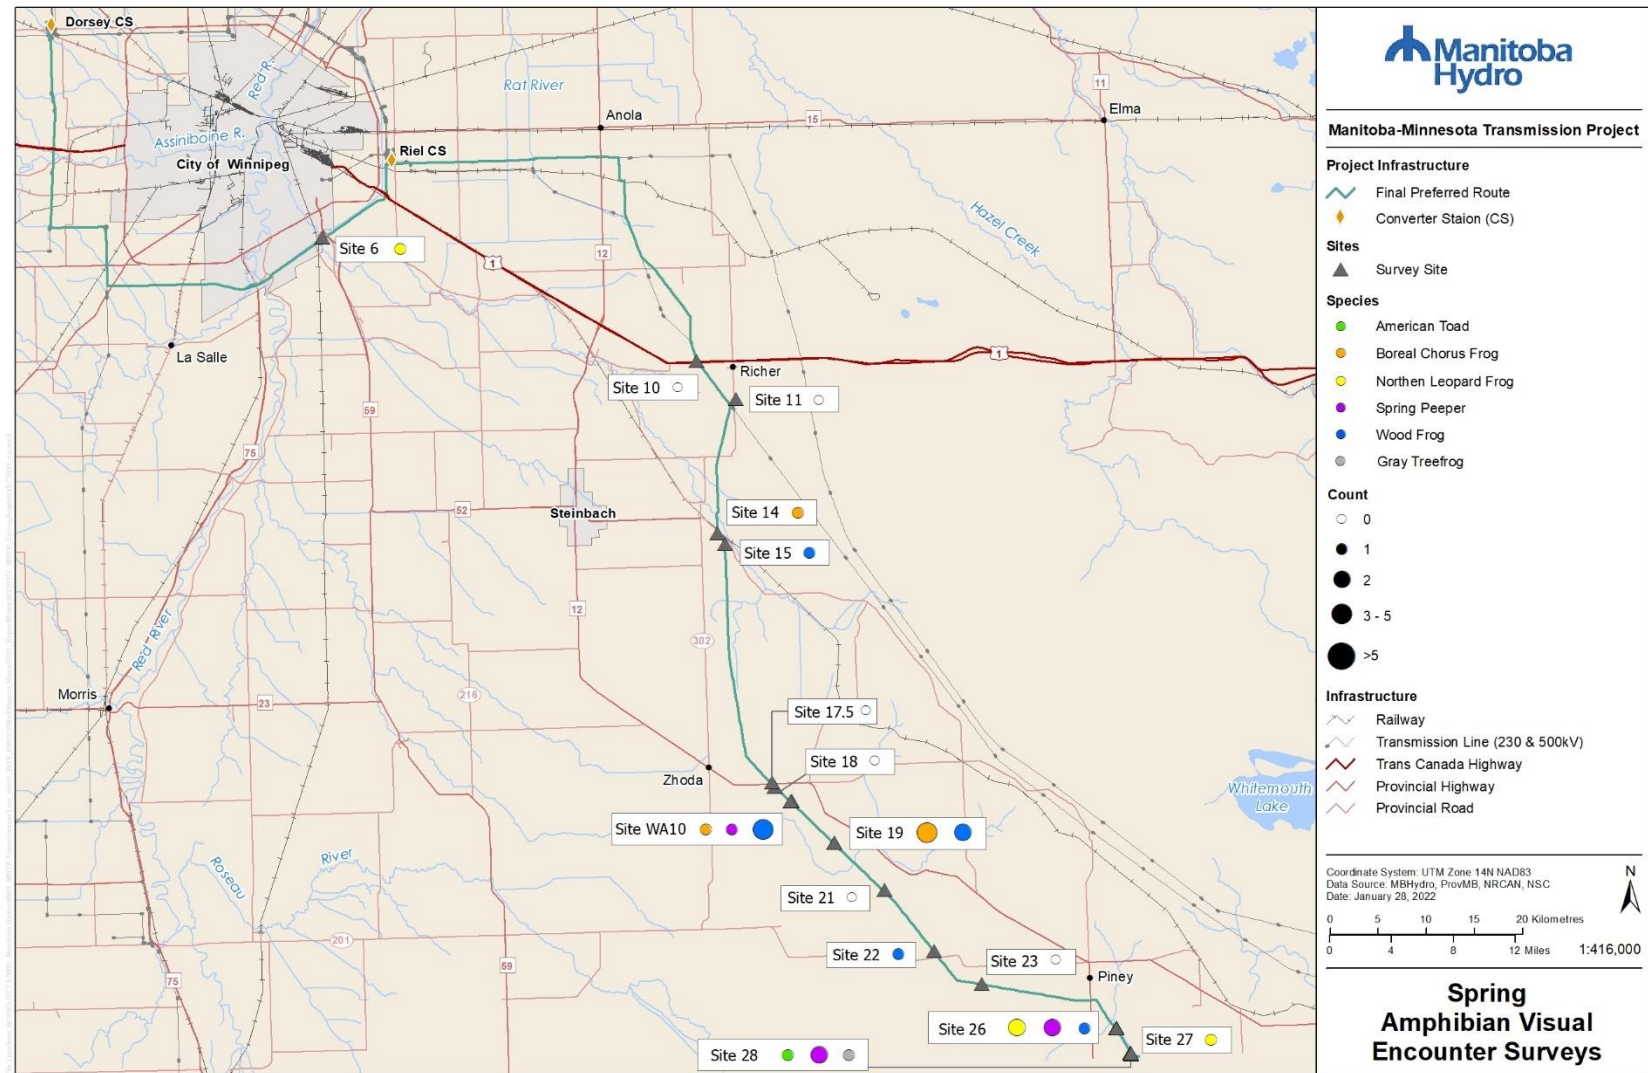 Dorsey CS
Red R.
Rat River
11
Anola
15
Elma
Assiniboine R.
Riel CS
City of Winnipeg
Hazel Creek
Site 6
12
1
1
La Salle
Richer
Site 10
Site 11
59
75
Steinbach
52
Site 14
Site 15
12
302
Red River
Morris
23
216
Site 17.5
Site 18
Zhoda
Whitemouth
Lake
Site WA10
Site 19
Roseau
River
Site 21
201
Site 22
Site 23
59
75
Piney
Site 26
Site 27
Site 28
Manitoba
Hydro
Manitoba-Minnesota Transmission Project
Project Infrastructure
Final Preferred Route
Converter Staion (CS)
Sites
Survey Site
Species
American Toad
Boreal Chorus Frog
Northen Leopard Frog
Spring Peeper
Wood Frog
Gray Treefrog
Count
0
1
2
3 - 5
>5
Infrastructure
Railway
Transmission Line (230 & 500kV)
Trans Canada Highway
Provincial Highway
Provincial Road
Coordinate System: UTM Zone 14N NAD83
Data Source: MBHydro, ProvMB, NRCAN, NSC
Date: January 28, 2022
N
0 5 10 15 20 Kilometres
0 4 8 12 Miles
1:416,000
Spring
Amphibian Visual
Encounter Surveys